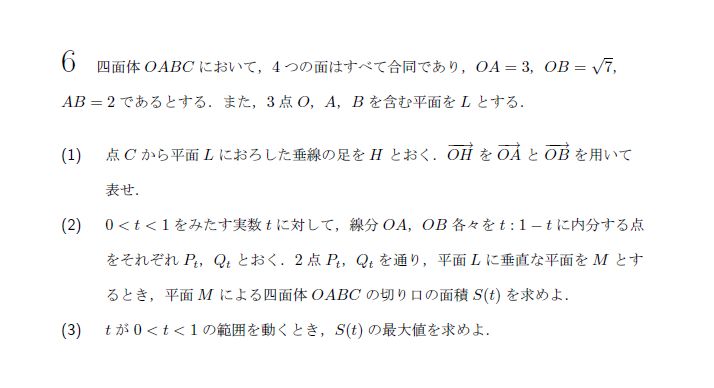 6 四面体 OABC において，4 つの面はすべて合同であり，OA = 3，OB = √7，
AB = 2 であるとする．また，3 点 O，A，B を含む平面を L とする．
(1) 点 C から平面 L におろした垂線の足を H とおく．$\overrightarrow{OH}$ を $\overrightarrow{OA}$ と $\overrightarrow{OB}$ を用いて
表せ．
(2) 0 < t < 1 をみたす実数 t に対して，線分 OA，OB 各々を t : 1 − t に内分する点
をそれぞれ P_t，Q_t とおく．2 点 P_t，Q_t を通り，平面 L に垂直な平面を M とす
るとき，平面 M による四面体 OABC の切り口の面積 S(t) を求めよ．
(3) t が 0 < t < 1 の範囲を動くとき，S(t) の最大値を求めよ．